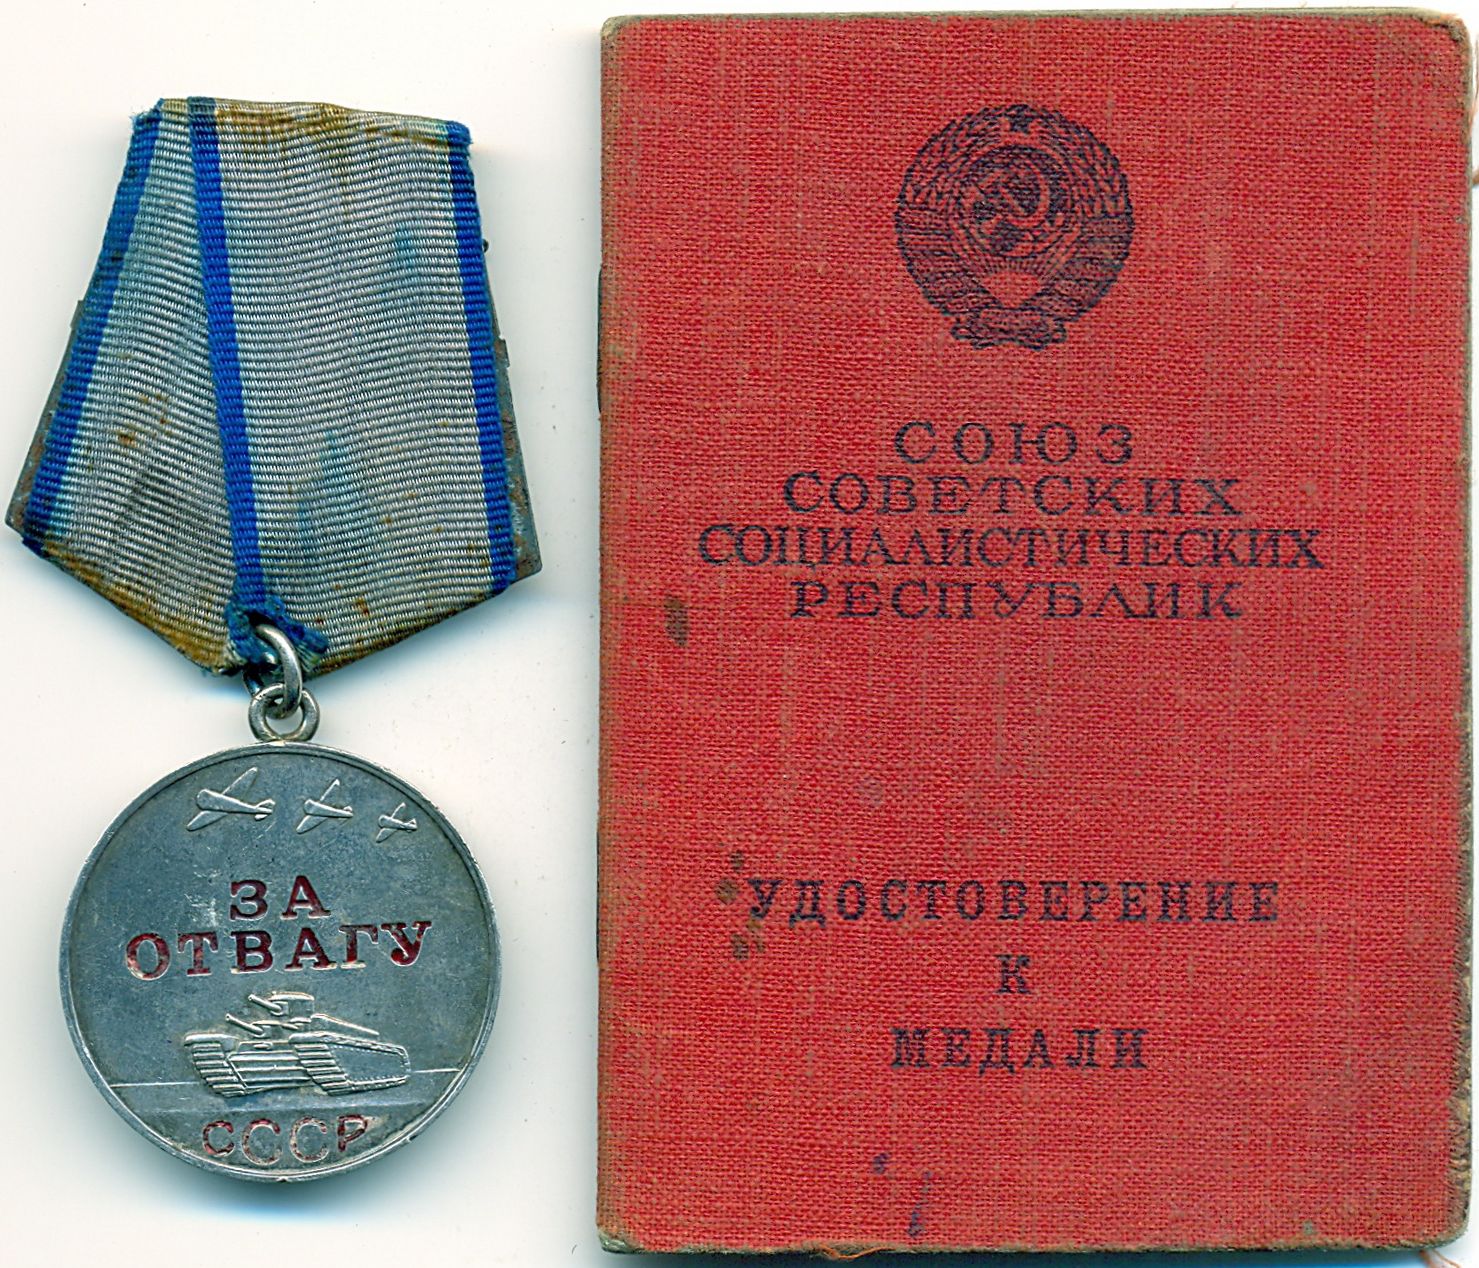 ЗА
ОТВАГУ
СССР
СОЮЗ
СОВЕТСКИХ
СОЦИАЛИСТИЧЕСКИХ
РЕСПУБЛИК
УДОСТОВЕРЕНИЕ
К
МЕДАЛИ